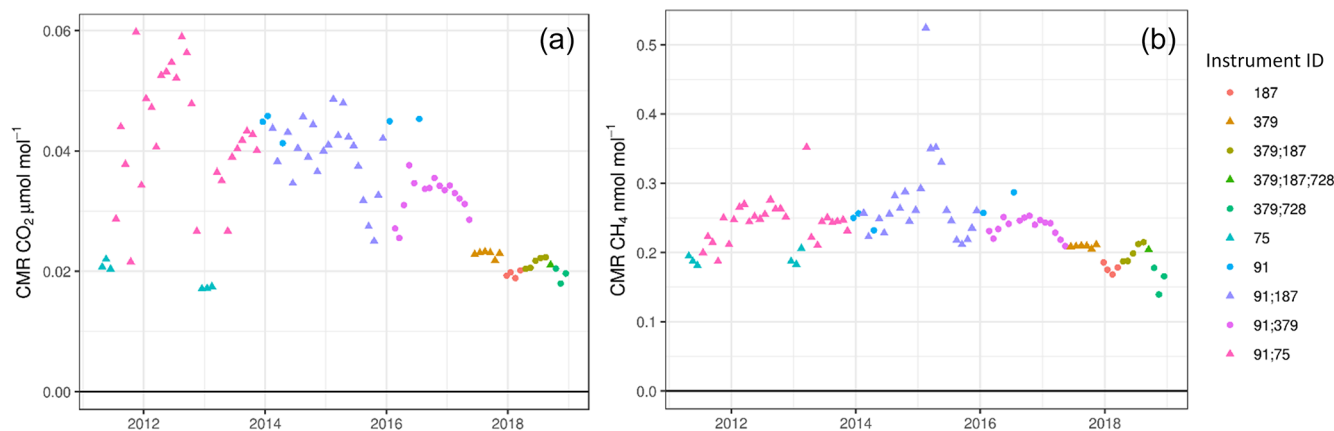 (a)
CMR CO₂ μmol mol⁻¹
0.06
0.04
0.02
0.00
2012 2014 2016 2018
(b)
CMR CH₄ nmol mol⁻¹
0.5
0.4
0.3
0.2
0.1
0.0
2012 2014 2016 2018
Instrument ID
187
379
379;187
379;187;728
379;728
75
91
91;187
91;379
91;75